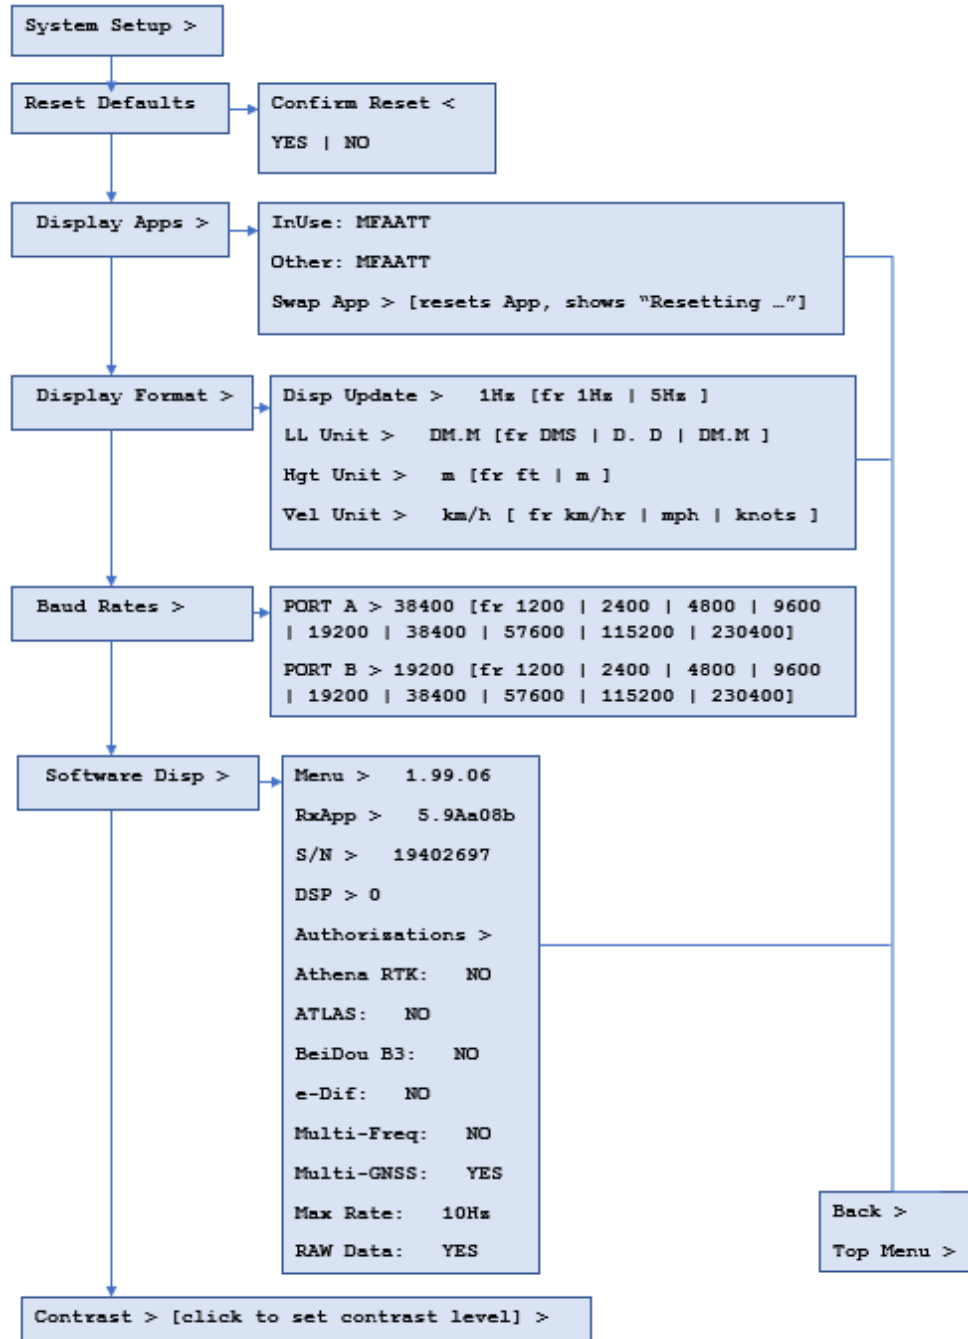 System Setup >
Reset Defaults
Confirm Reset <
YES | NO
Display Apps >
InUse: MFAATT
Other: MFAATT
Swap App > [resets App, shows “Resetting …”]
Display Format >
Disp Update > 1Hz [fr 1Hz | 5Hz ]
LL Unit > DM.M [fr DMS | D. D | DM.M ]
Hgt Unit > m [fr ft | m ]
Vel Unit > km/h [ fr km/hr | mph | knots ]
Baud Rates >
PORT A > 38400 [fr 1200 | 2400 | 4800 | 9600
| 19200 | 38400 | 57600 | 115200 | 230400]
PORT B > 19200 [fr 1200 | 2400 | 4800 | 9600
| 19200 | 38400 | 57600 | 115200 | 230400]
Software Disp >
Menu > 1.99.06
RxApp > 5.9Aa08b
S/N > 19402697
DSP > 0
Authorizations >
Athena RTK: NO
ATLAS: NO
BeiDou B3: NO
e-Dif: NO
Multi-Freq: NO
Multi-GNSS: YES
Max Rate: 10Hz
RAW Data: YES
Back >
Top Menu >
Contrast > [click to set contrast level] >